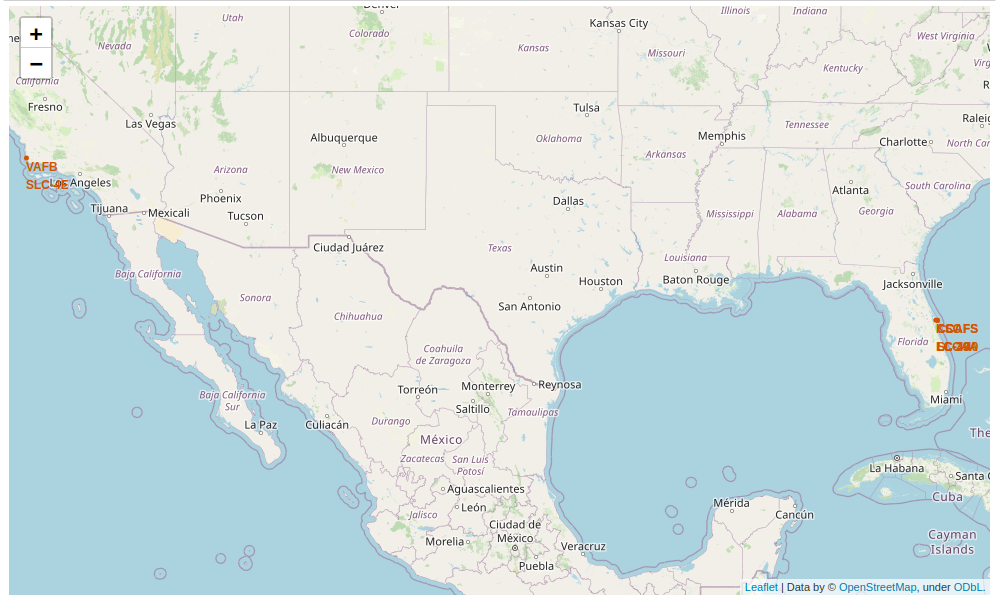 +
−
Denver
Utah
Colorado
Kansas City
Illinois
Indiana
Nevada
Kansas
Missouri
West Virginia
Kentucky
California
Fresno
Las Vegas
Tulsa
Albuquerque
Oklahoma
Memphis
Tennessee
Charlotte
Raleig
North Car
Arkansas
VAFB
SLC-4E
Los Angeles
Arizona
New Mexico
Phoenix
Tucson
Tijuana
Mexicali
Dallas
Atlanta
South Carolina
Mississippi
Alabama
Georgia
Ciudad Juárez
Texas
Louisiana
Baja California
Austin
Houston
Baton Rouge
Jacksonville
Sonora
San Antonio
Chihuahua
Florida
Coahuila
de Zaragoza
Torreón
Monterrey
Reynosa
Miami
Baja California
Sur
Saltillo
Tamaulipas
La Paz
Culiacán
Durango
México
The
Zacatecas
San Luis
Potosí
La Habana
Santa C
Aguascalientes
Cuba
Jalisco
León
Mérida
Cancún
Ciudad de
México
Morelia
Veracruz
Cayman
Islands
Puebla
Leaflet | Data by © OpenStreetMap, under ODbL.